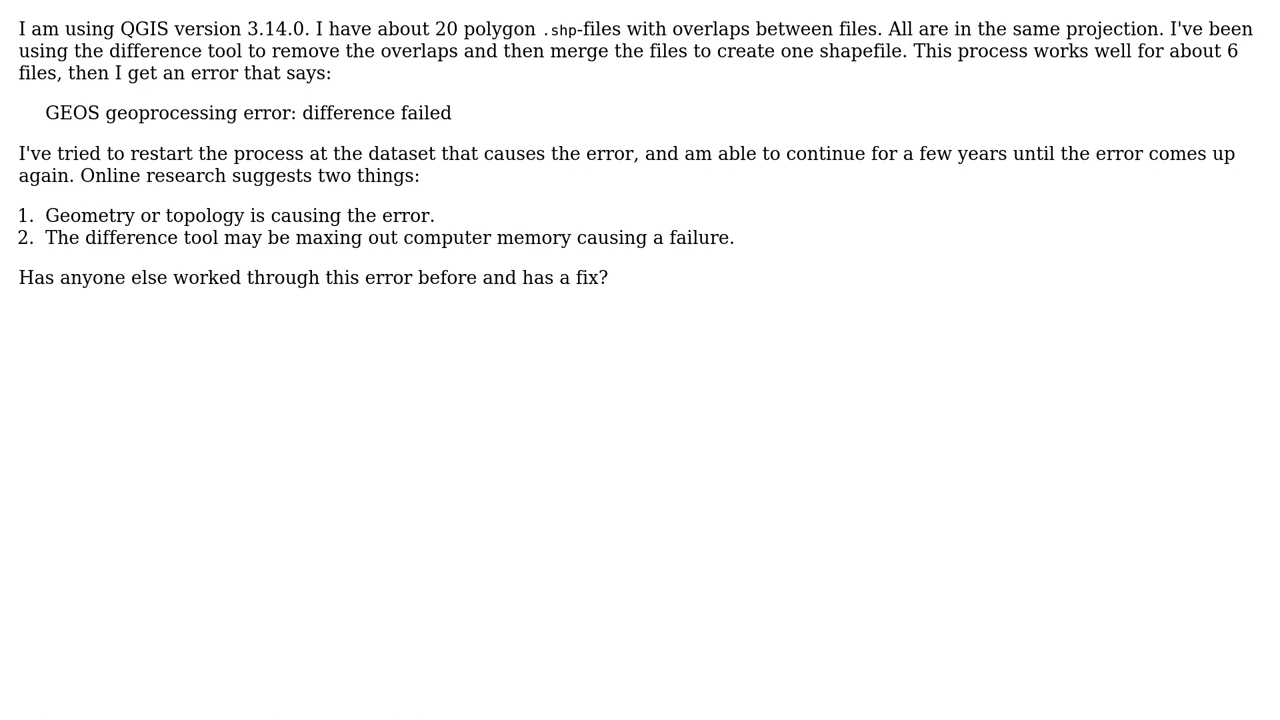 I am using QGIS version 3.14.0. I have about 20 polygon .shp-files with overlaps between files. All are in the same projection. I've been
using the difference tool to remove the overlaps and then merge the files to create one shapefile. This process works well for about 6
files, then I get an error that says:
GEOS geoprocessing error: difference failed
I've tried to restart the process at the dataset that causes the error, and am able to continue for a few years until the error comes up
again. Online research suggests two things:
1. Geometry or topology is causing the error.
2. The difference tool may be maxing out computer memory causing a failure.
Has anyone else worked through this error before and has a fix?